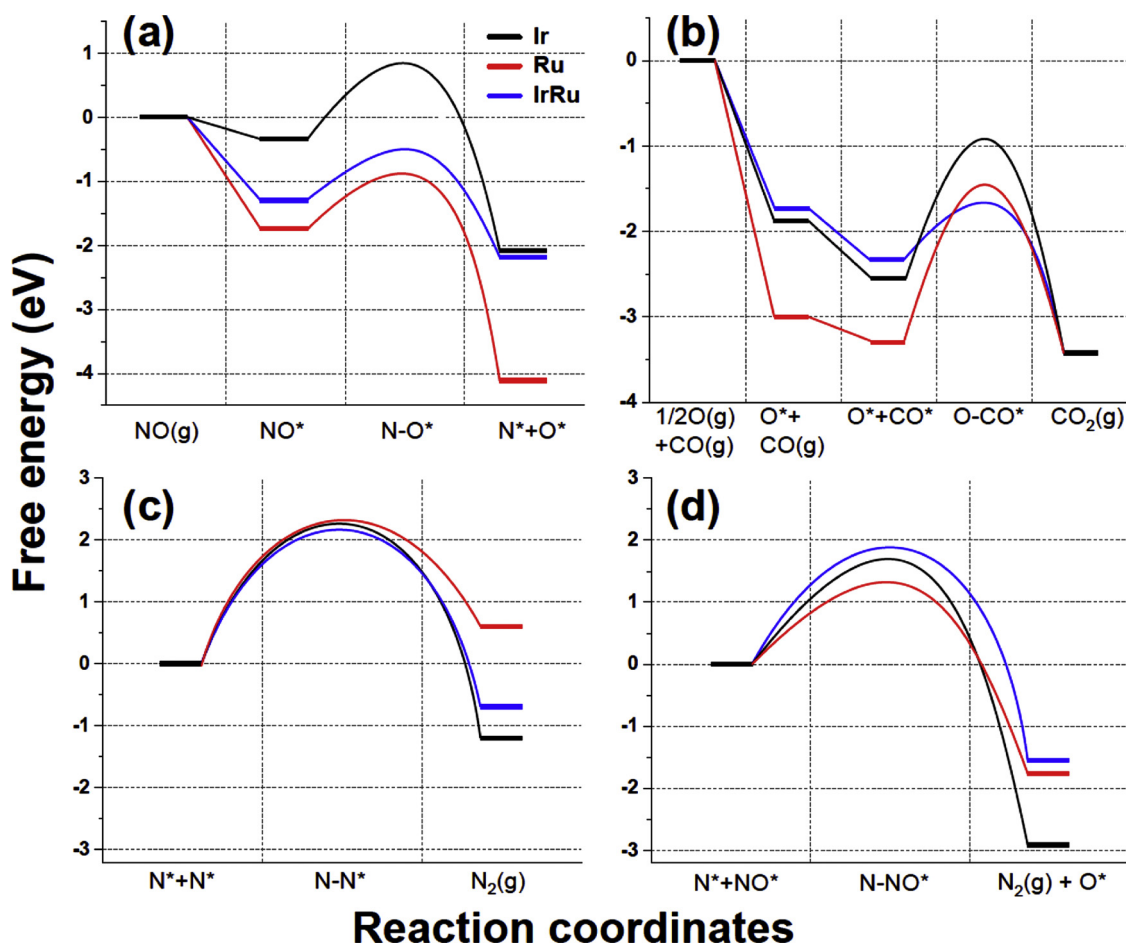 (a)
Ir
Ru
IrRu
1
0
-1
-2
-3
-4
NO(g) NO* N-O* N*+O*
(b)
0
-1
-2
-3
-4
1/2O(g) O*+ O*+CO* O-CO* CO2(g)
+CO(g) CO(g)
Free energy (eV)
(c)
3
2
1
0
-1
-2
-3
N*+N* N-N* N2(g)
(d)
3
2
1
0
-1
-2
-3
N*+NO* N-NO* N2(g) + O*
Reaction coordinates